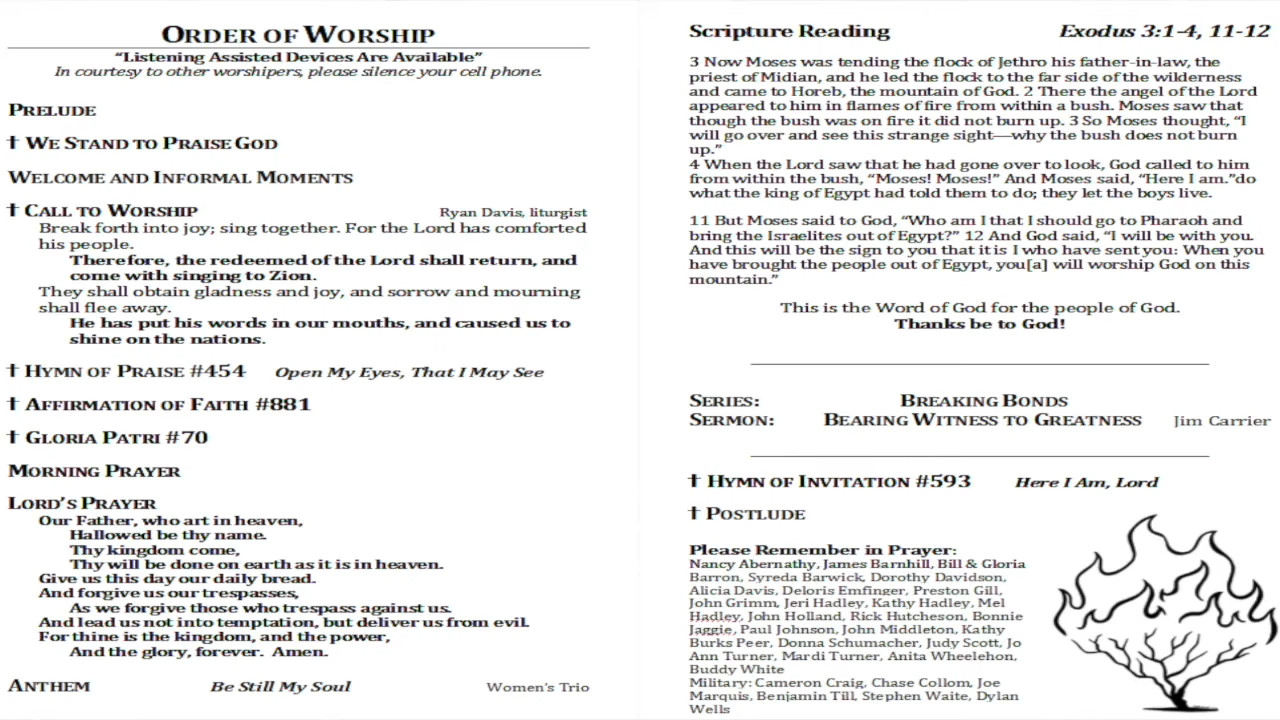 ORDER OF WORSHIP
"Listening Assisted Devices Are Available"
In courtesy to other worshipers, please silence your cell phone.
PRELUDE
† WE STAND TO PRAISE GOD
WELCOME AND INFORMAL MOMENTS
† CALL TO WORSHIP Ryan Davis, liturgist
Break forth into joy; sing together. For the Lord has comforted
his people.
Therefore, the redeemed of the Lord shall return, and
come with singing to Zion.
They shall obtain gladness and joy, and sorrow and mourning
shall flee away.
He has put his words in our mouths, and caused us to
shine on the nations.
† HYMN OF PRAISE #454 Open My Eyes, That I May See
† AFFIRMATION OF FAITH #881
† GLORIA PATRI #70
MORNING PRAYER
LORD'S PRAYER
Our Father, who art in heaven,
Hallowed be thy name.
Thy kingdom come,
Thy will be done on earth as it is in heaven.
Give us this day our daily bread.
And forgive us our trespasses,
As we forgive those who trespass against us.
And lead us not into temptation, but deliver us from evil.
For thine is the kingdom, and the power,
And the glory, forever. Amen.
ANTHEM Be Still My Soul Women's Trio
Scripture Reading Exodus 3:1-4, 11-12
3 Now Moses was tending the flock of Jethro his father-in-law, the
priest of Midian, and he led the flock to the far side of the wilderness
and came to Horeb, the mountain of God. 2 There the angel of the Lord
appeared to him in flames of fire from within a bush. Moses saw that
though the bush was on fire it did not burn up. 3 So Moses thought, "I
will go over and see this strange sight—why the bush does not burn
up."
4 When the Lord saw that he had gone over to look, God called to him
from within the bush, "Moses! Moses!" And Moses said, "Here I am."do
what the king of Egypt had told them to do; they let the boys live.
11 But Moses said to God, "Who am I that I should go to Pharaoh and
bring the Israelites out of Egypt?" 12 And God said, "I will be with you.
And this will be the sign to you that it is I who have sent you: When you
have brought the people out of Egypt, you[a] will worship God on this
mountain."
This is the Word of God for the people of God.
Thanks be to God!
SERIES: BREAKING BONDS
SERMON: BEARING WITNESS TO GREATNESS Jim Carrier
† HYMN OF INVITATION #593 Here I Am, Lord
† POSTLUDE
Please Remember in Prayer:
Nancy Abernathy, James Barnhill, Bill & Gloria
Barron, Syreda Barwick, Dorothy Davidson,
Alicia Davis, Deloris Emfinger, Preston Gill,
John Grimm, Jeri Hadley, Kathy Hadley, Mel
Hadley, John Holland, Rick Hutcheson, Bonnie
Jaggie, Paul Johnson, John Middleton, Kathy
Burks Peer, Donna Schumacher, Judy Scott, Jo
Ann Turner, Mardi Turner, Anita Wheelehon,
Buddy White
Military: Cameron Craig, Chase Collom, Joe
Marquis, Benjamin Till, Stephen Waite, Dylan
Wells